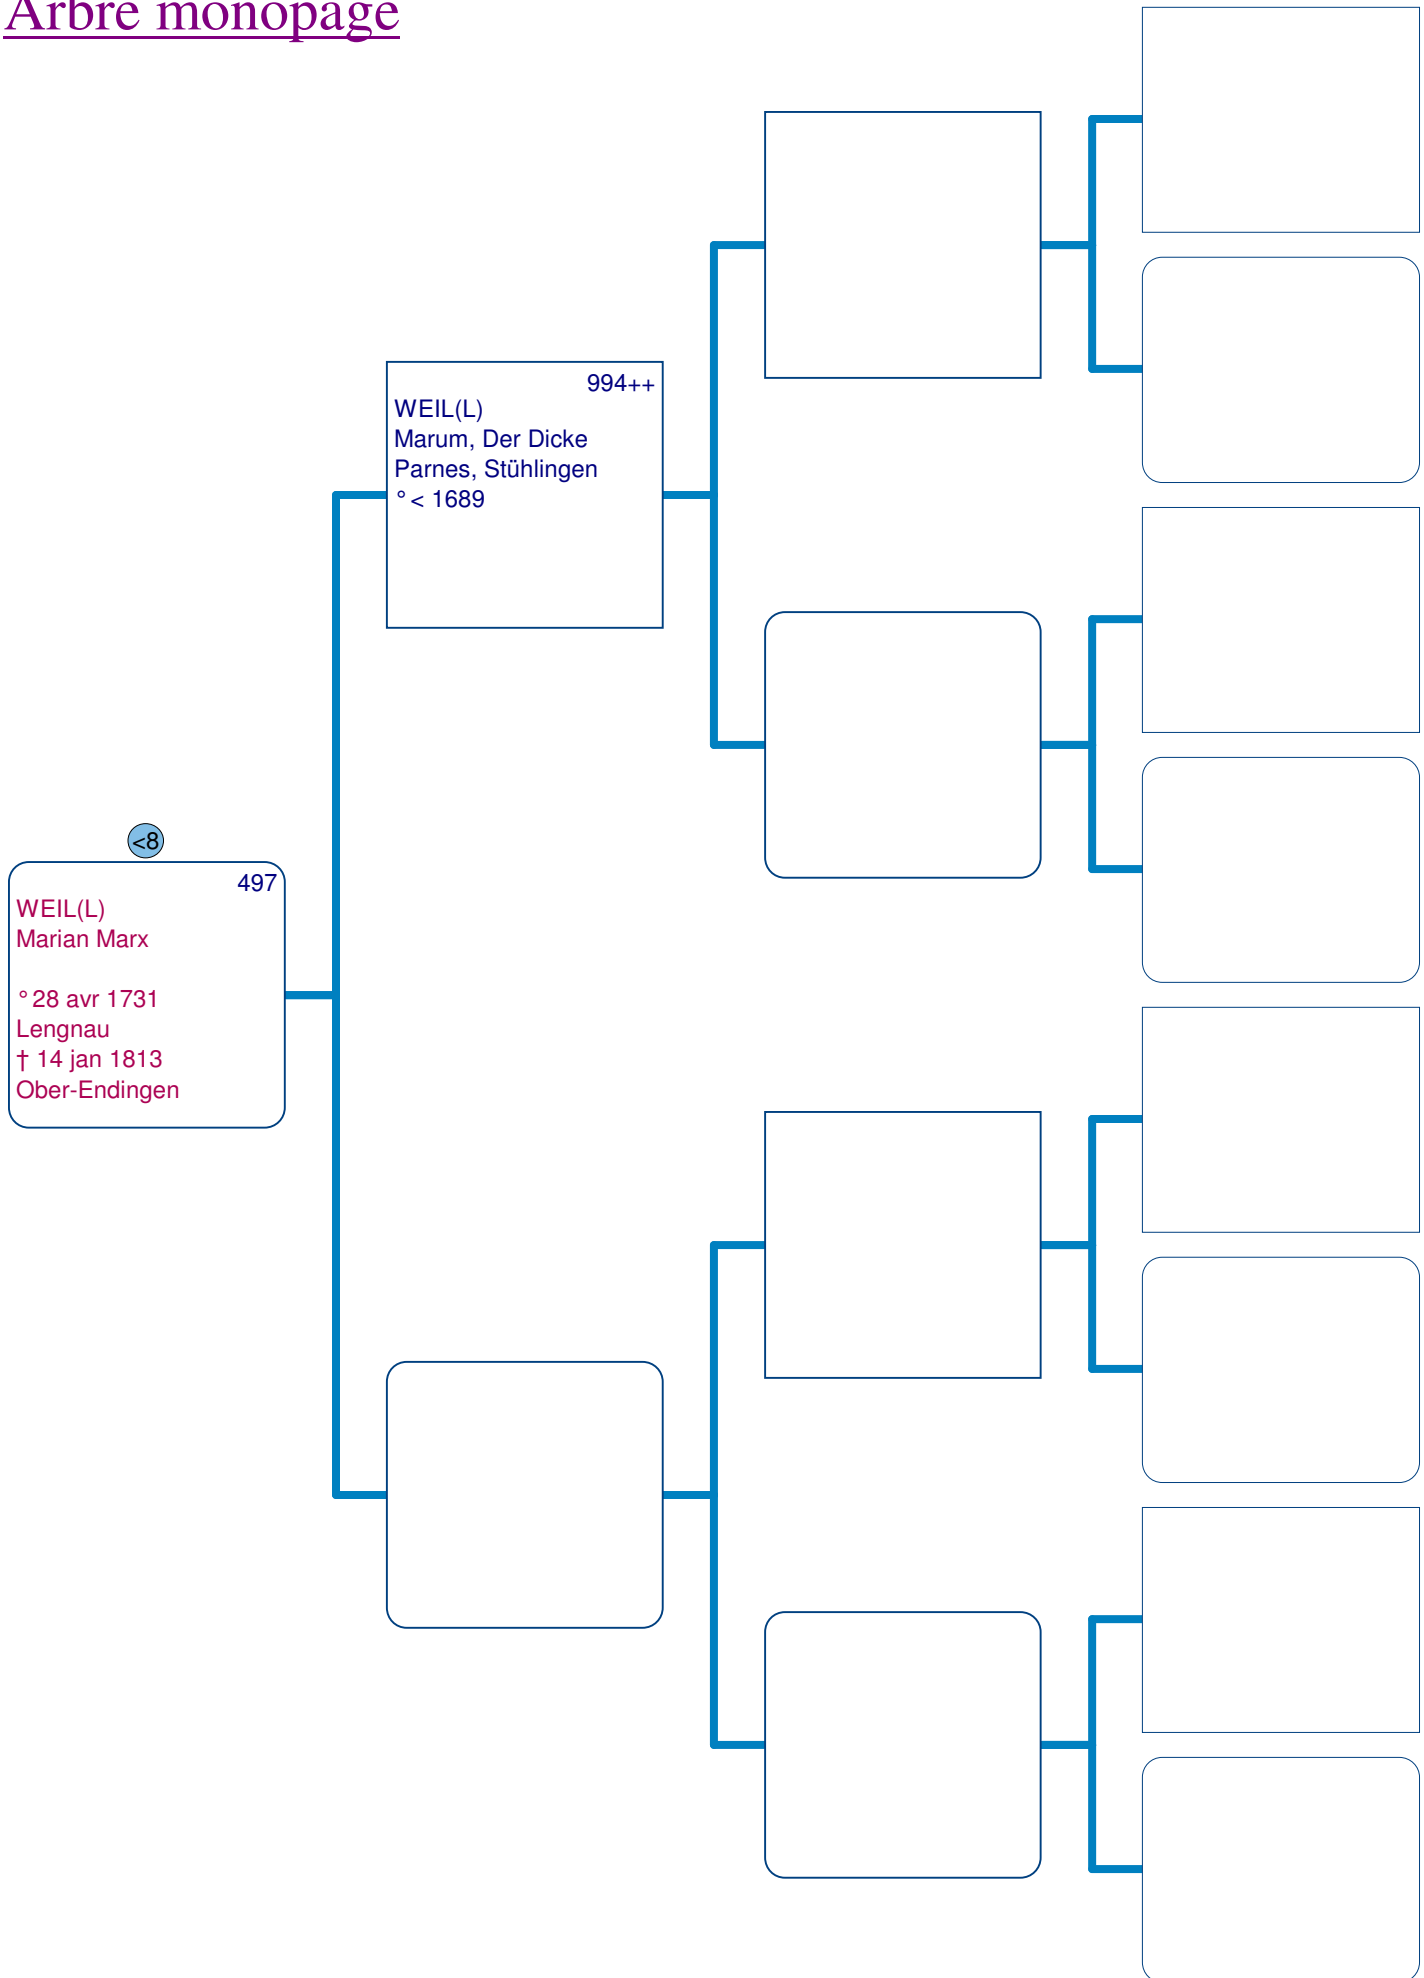 Arbre monopage
994++
WEIL(L)
Marum, Der Dicke
Parnes, Stühlingen
° < 1689
<8
497
WEIL(L)
Marian Marx
° 28 avr 1731
Lengnau
† 14 jan 1813
Ober-Endingen